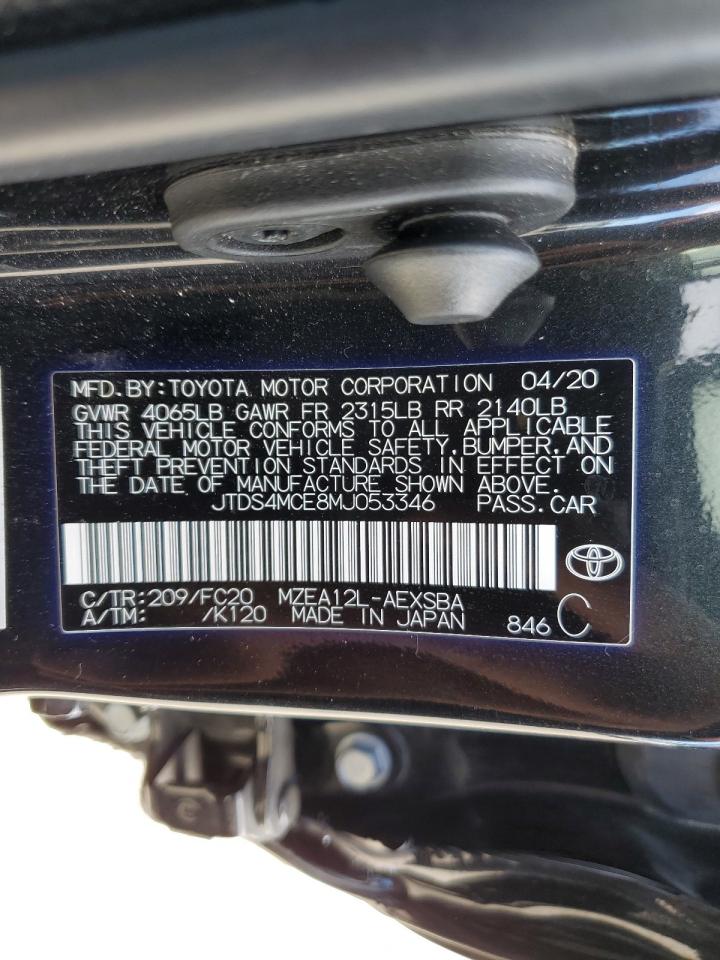 MFD.BY:TOYOTA MOTOR CORPORATION 04/20
GVWR 4065LB GAWR FR 2315LB RR 2140LB
THIS VEHICLE CONFORMS TO ALL APPLICABLE
FEDERAL MOTOR VEHICLE SAFETY,BUMPER,AND
THEFT PREVENTION STANDARDS IN EFFECT ON
THE DATE OF MANUFACTURE SHOWN ABOVE.
JTDS4MCE8MJ053346 PASS.CAR
C/TR:209/FC20 MZEA12L-AEXSBA
A/TM: /K120 MADE IN JAPAN 846 C